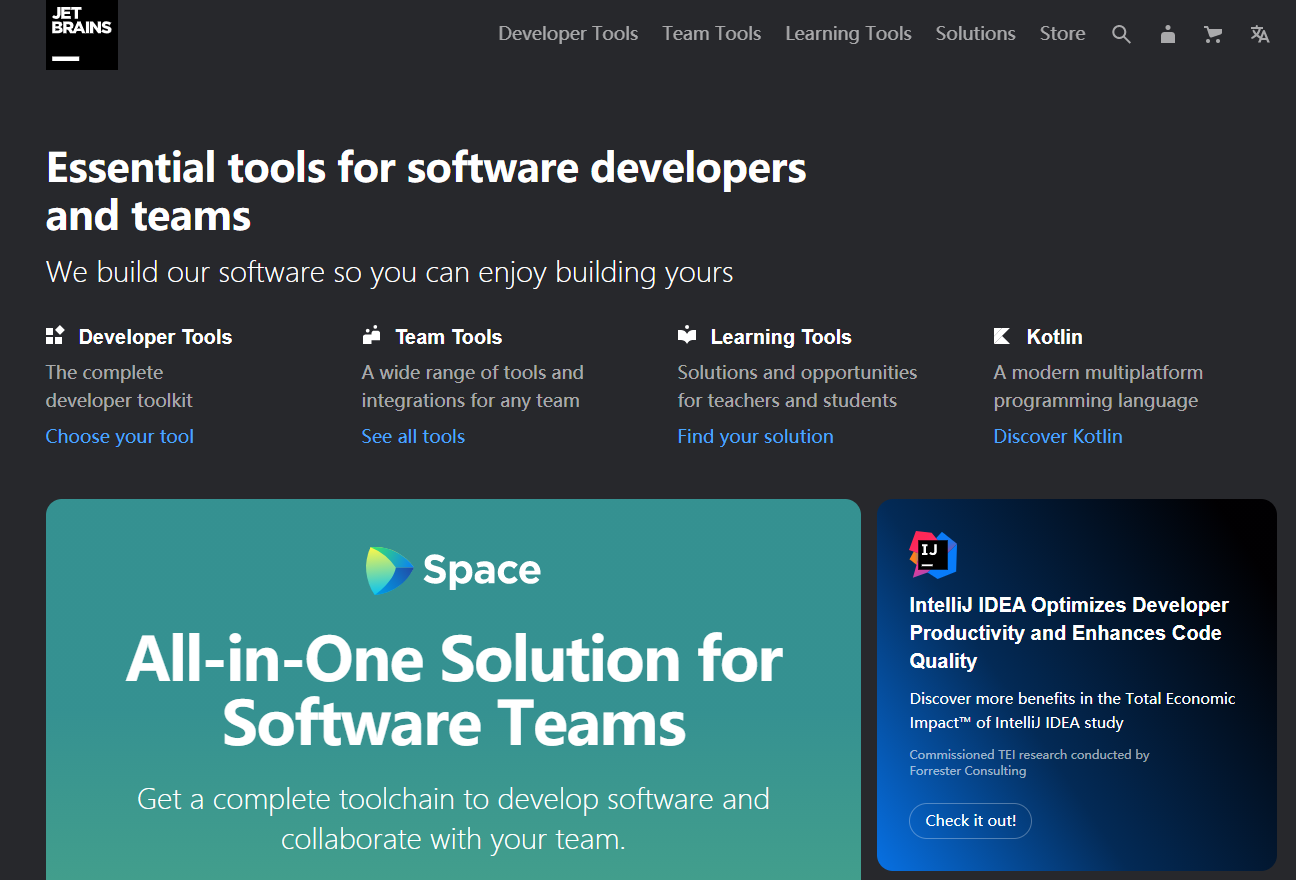 JET
BRAINS
Developer Tools Team Tools Learning Tools Solutions Store
Essential tools for software developers
and teams
We build our software so you can enjoy building yours
Developer Tools
The complete
developer toolkit
Choose your tool
Team Tools
A wide range of tools and
integrations for any team
See all tools
Learning Tools
Solutions and opportunities
for teachers and students
Find your solution
Kotlin
A modern multiplatform
programming language
Discover Kotlin
Space
All-in-One Solution for
Software Teams
Get a complete toolchain to develop software and
collaborate with your team.
IJ
IntelliJ IDEA Optimizes Developer
Productivity and Enhances Code
Quality
Discover more benefits in the Total Economic
Impact™ of IntelliJ IDEA study
Commissioned TEI research conducted by
Forrester Consulting
Check it out!